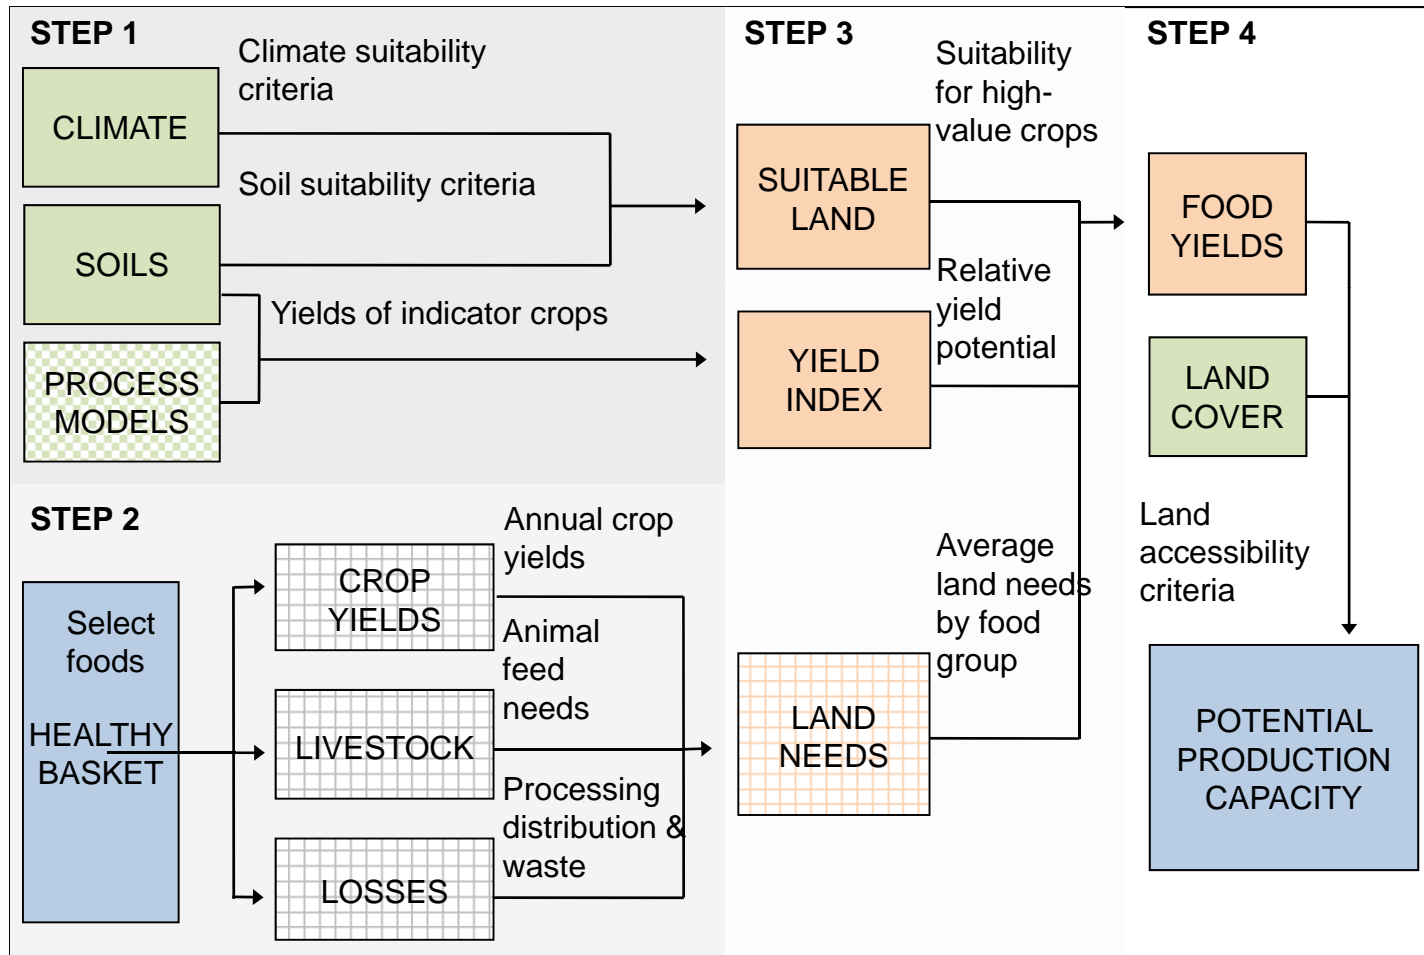 STEP 1
Climate suitability
criteria
CLIMATE
Soil suitability criteria
SOILS
Yields of indicator crops
PROCESS
MODELS
STEP 2
Select
foods
HEALTHY
BASKET
Annual crop
yields
CROP
YIELDS
Animal
feed
needs
LIVESTOCK
Processing
distribution &
waste
LOSSES
STEP 3
Suitability
for high-
value crops
SUITABLE
LAND
Relative
yield
potential
YIELD
INDEX
Average
land needs
by food
group
LAND
NEEDS
STEP 4
FOOD
YIELDS
LAND
COVER
Land
accessibility
criteria
POTENTIAL
PRODUCTION
CAPACITY